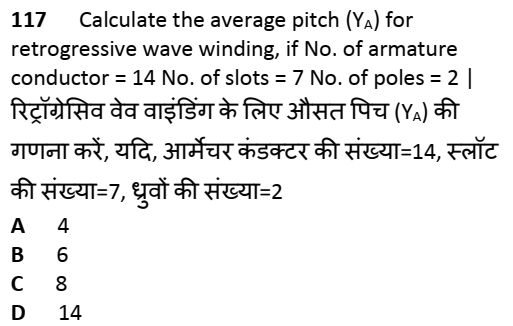 117 Calculate the average pitch (YA) for
retrogressive wave winding, if No. of armature
conductor = 14 No. of slots = 7 No. of poles = 2 |
रिट्रॉग्रेसिव वेव वाइंडिंग के लिए औसत पिच (YA) की
गणना करें, यदि, आर्मेचर कंडक्टर की संख्या=14, स्लॉट
की संख्या=7, ध्रुवों की संख्या=2
A 4
B 6
C 8
D 14